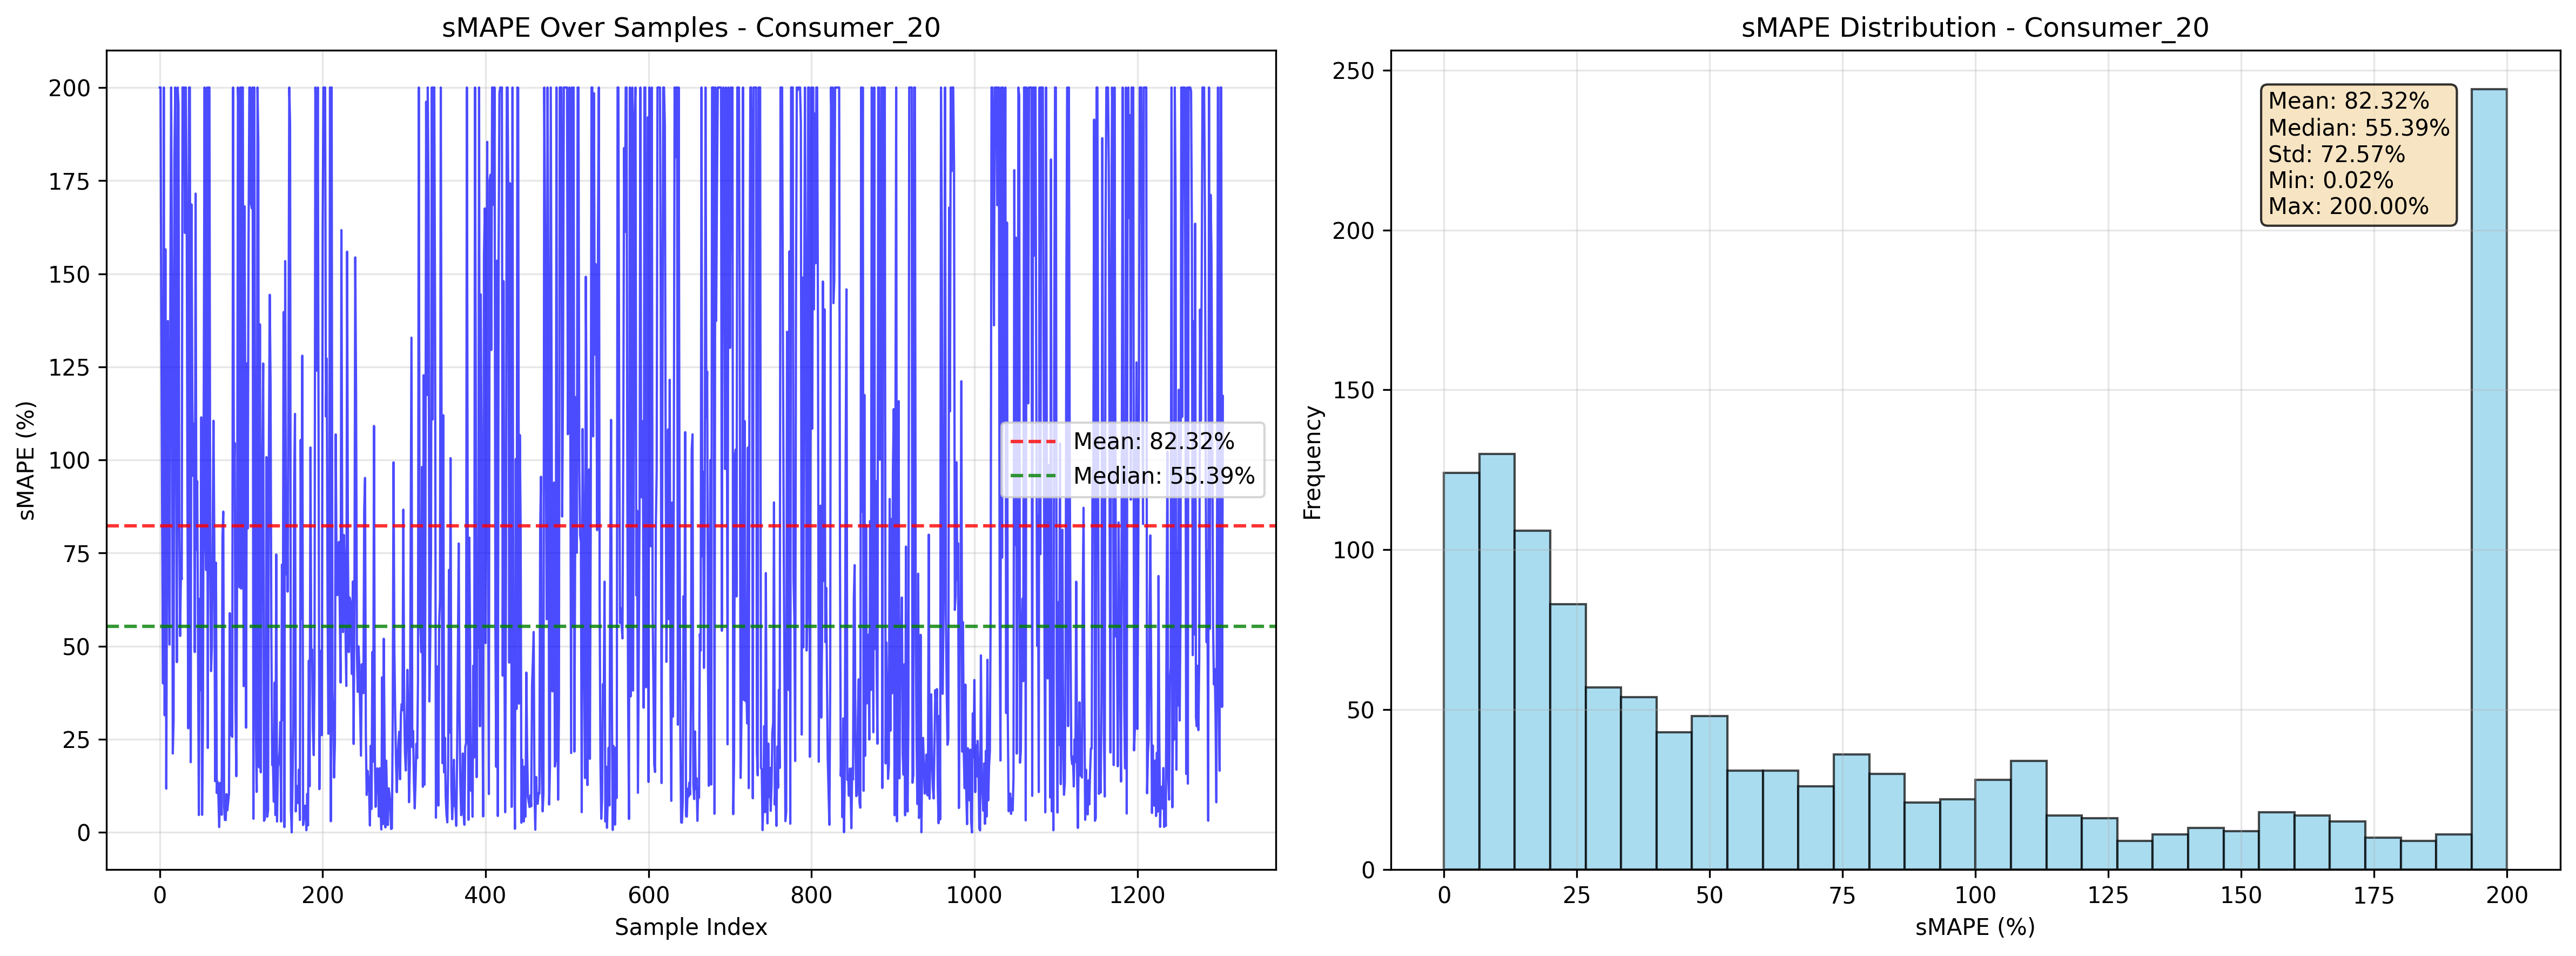 sMAPE Over Samples - Consumer_20
sMAPE (%)
200
175
150
125
100
75
50
25
0
Mean: 82.32%
Median: 55.39%
0 200 400 600 800 1000 1200
Sample Index
sMAPE Distribution - Consumer_20
Frequency
250
200
150
100
50
0
Mean: 82.32%
Median: 55.39%
Std: 72.57%
Min: 0.02%
Max: 200.00%
0 25 50 75 100 125 150 175 200
sMAPE (%)